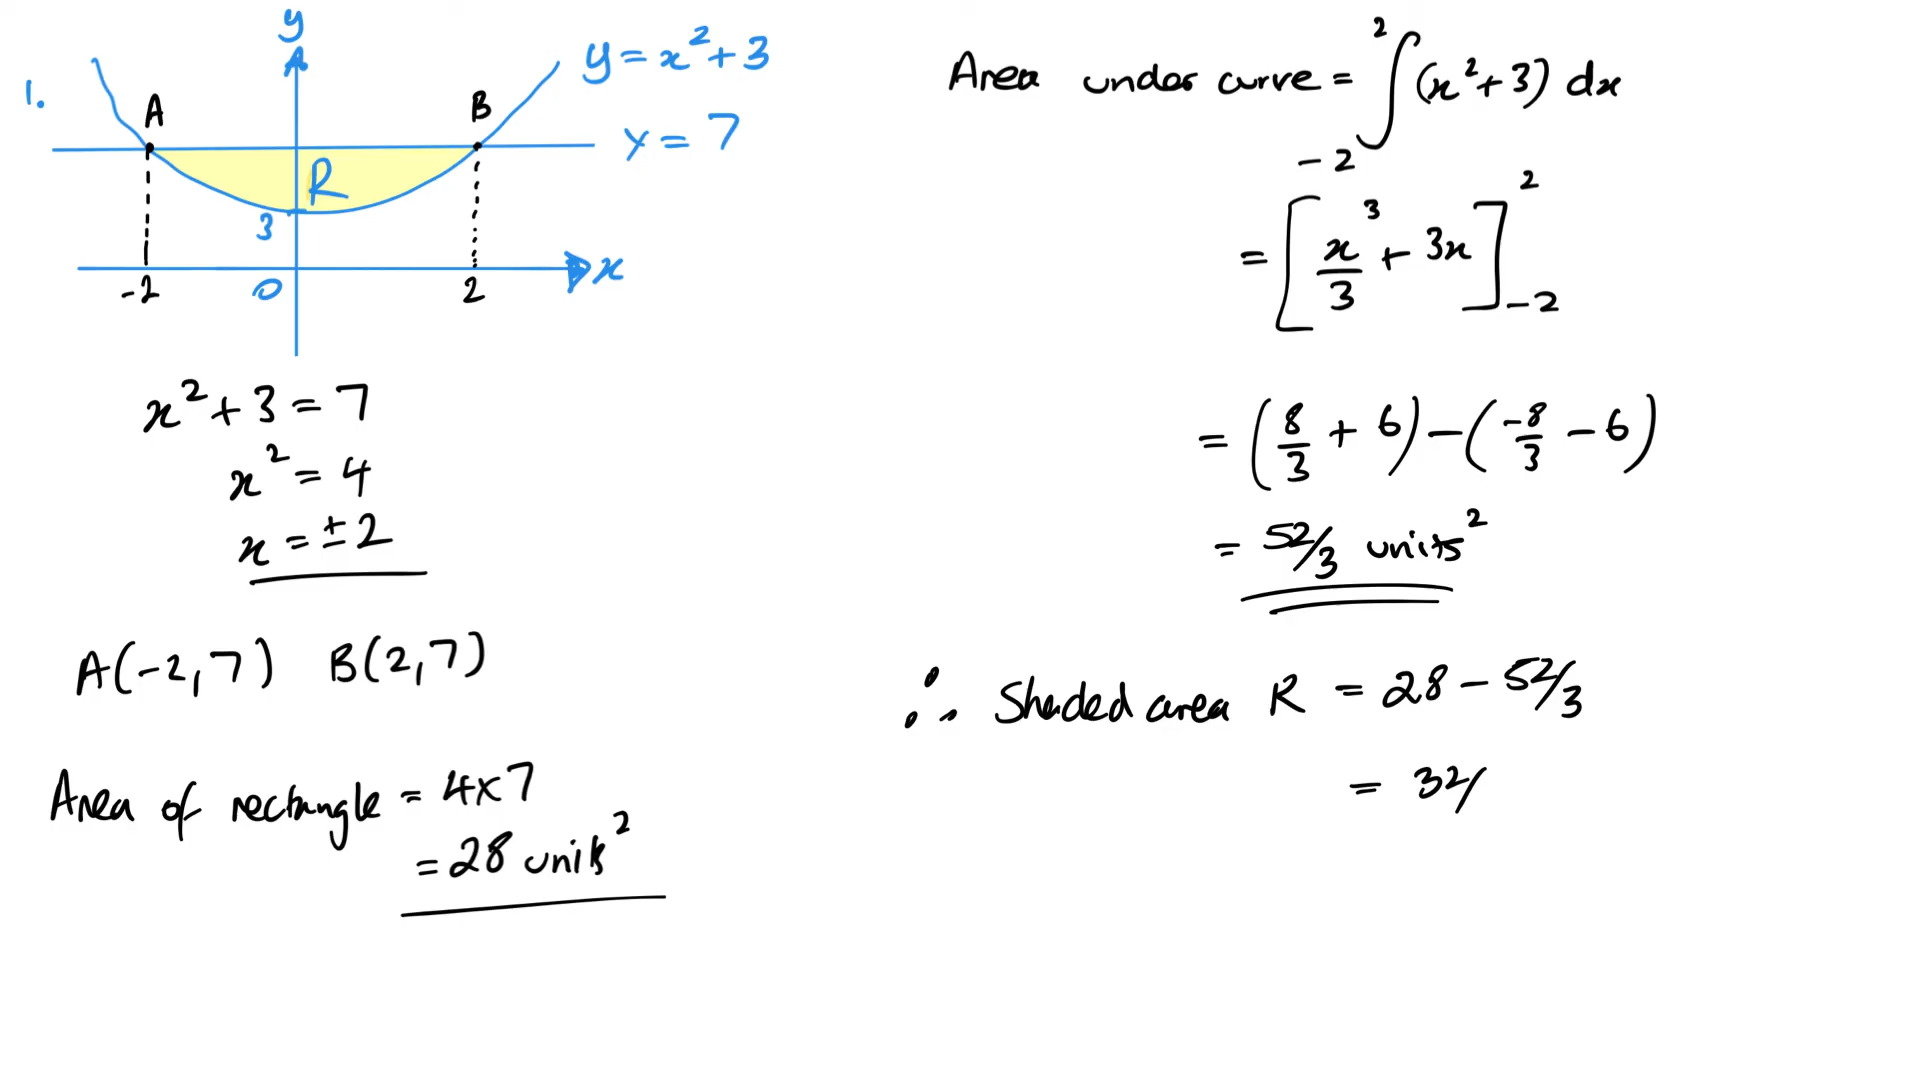 1.
y
y = x² + 3
y = 7
A
B
R
3
-2
0
2
x
x² + 3 = 7
x² = 4
x = ±2
A(-2,7) B(2,7)
Area of rectangle = 4×7
= 28 units²
Area under curve = ∫₋₂² (x² + 3) dx
= [x³/3 + 3x]₋₂²
= (8/3 + 6) - (-8/3 - 6)
= 52/3 units²
∴ Shaded area R = 28 - 52/3
= 32/